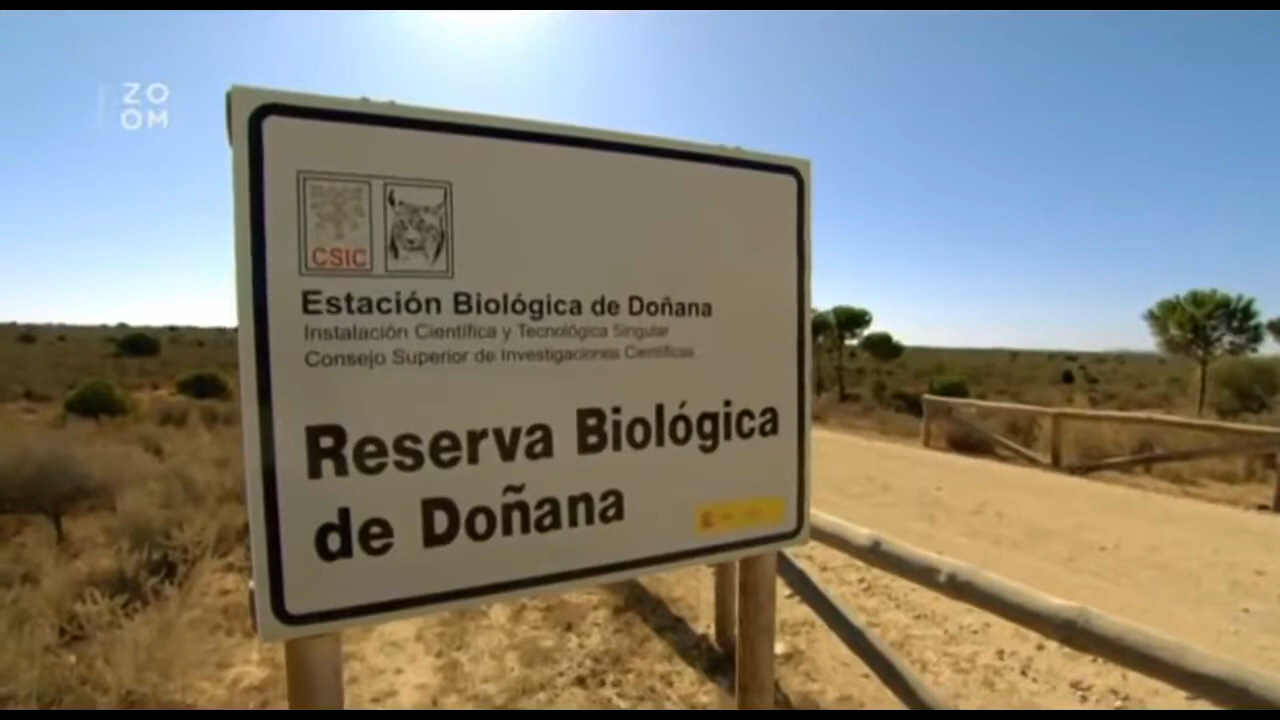 ZO
OM
CSIC
Estación Biológica de Doñana
Instalación Científica y Tecnológica Singular
Consejo Superior de Investigaciones Científicas
Reserva Biológica
de Doñana